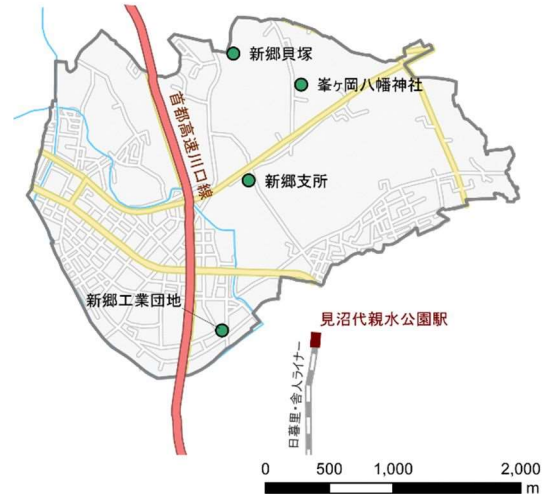 新郷貝塚
峯ヶ岡八幡神社
首都高速川口線
新郷支所
新郷工業団地
見沼代親水公園駅
日暮里・舎人ライナー
0 500 1,000 2,000
m